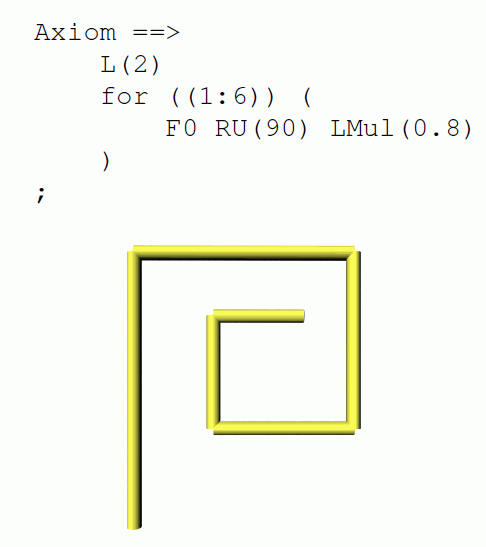 Axiom ==>
L(2)
for ((1:6)) (
F0 RU(90) LMul(0.8)
)
;